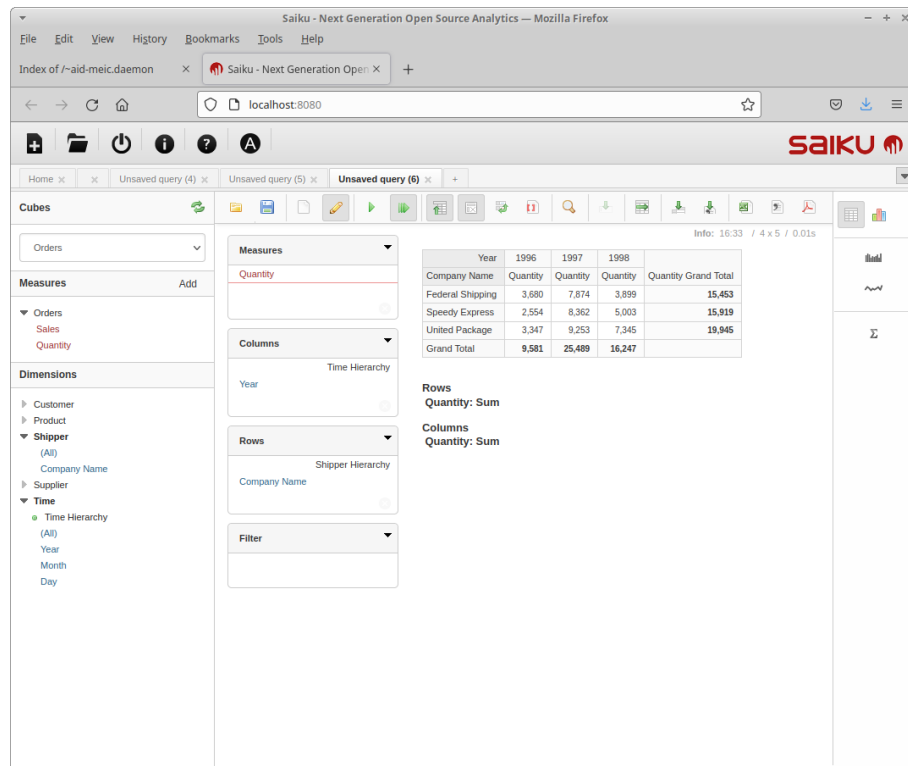 Saiku - Next Generation Open Source Analytics — Mozilla Firefox
File Edit View History Bookmarks Tools Help
Index of /~aid-meic.daemon × Saiku - Next Generation Open × +
localhost:8080
saiku
Home × × Unsaved query (4) × Unsaved query (5) × Unsaved query (6) × +
Cubes
Orders
Measures Add
Orders
Sales
Quantity
Dimensions
Customer
Product
Shipper
(All)
Company Name
Supplier
Time
Time Hierarchy
(All)
Year
Month
Day
Measures
Quantity
Columns
Time Hierarchy
Year
Rows
Shipper Hierarchy
Company Name
Filter
Info: 16:33 / 4 x 5 / 0.01s
Year 1996 1997 1998
Company Name Quantity Quantity Quantity Quantity Grand Total
Federal Shipping 3,680 7,874 3,899 15,453
Speedy Express 2,554 8,362 5,003 15,919
United Package 3,347 9,253 7,345 19,945
Grand Total 9,581 25,489 16,247
Rows
Quantity: Sum
Columns
Quantity: Sum
Σ